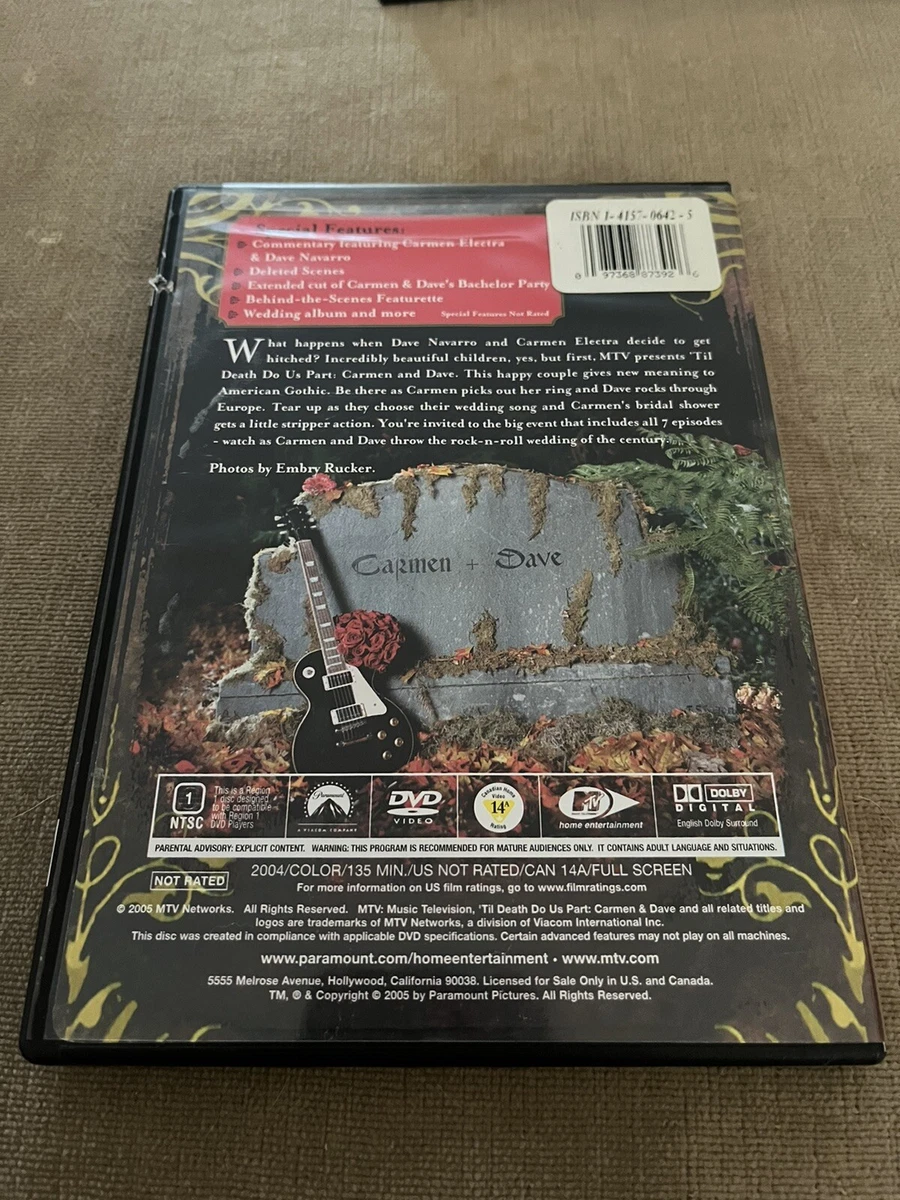 Special Features:
Commentary featuring Carmen Electra
& Dave Navarro
Deleted Scenes
Extended cut of Carmen & Dave's Bachelor Party
Behind-the-Scenes Featurette
Wedding album and more Special Features Not Rated
ISBN 1-4157-0642-5
0 97368 87392 6
What happens when Dave Navarro and Carmen Electra decide to get
hitched? Incredibly beautiful children, yes, but first, MTV presents 'Til
Death Do Us Part: Carmen and Dave. This happy couple gives new meaning to
American Gothic. Be there as Carmen picks out her ring and Dave rocks through
Europe. Tear up as they choose their wedding song and Carmen's bridal shower
gets a little stripper action. You're invited to the big event that includes all 7 episodes
- watch as Carmen and Dave throw the rock-n-roll wedding of the century.
Photos by Embry Rucker.
Carmen + Dave
1
NTSC
This is a Region
1 disc designed
to be compatible
with Region 1
DVD Players
Paramount
A VIACOM COMPANY
DVD
VIDEO
Canadian Home
Video
14A
Rating
MTV
MUSIC TELEVISION
home entertainment
DOLBY
DIGITAL
English Dolby Surround
PARENTAL ADVISORY: EXPLICIT CONTENT. WARNING: THIS PROGRAM IS RECOMMENDED FOR MATURE AUDIENCES ONLY. IT CONTAINS ADULT LANGUAGE AND SITUATIONS.
NOT RATED
2004/COLOR/135 MIN./US NOT RATED/CAN 14A/FULL SCREEN
For more information on US film ratings, go to www.filmratings.com
© 2005 MTV Networks. All Rights Reserved. MTV: Music Television, 'Til Death Do Us Part: Carmen & Dave and all related titles and
logos are trademarks of MTV Networks, a division of Viacom International Inc.
This disc was created in compliance with applicable DVD specifications. Certain advanced features may not play on all machines.
www.paramount.com/homeentertainment • www.mtv.com
5555 Melrose Avenue, Hollywood, California 90038. Licensed for Sale Only in U.S. and Canada.
TM, ® & Copyright © 2005 by Paramount Pictures. All Rights Reserved.